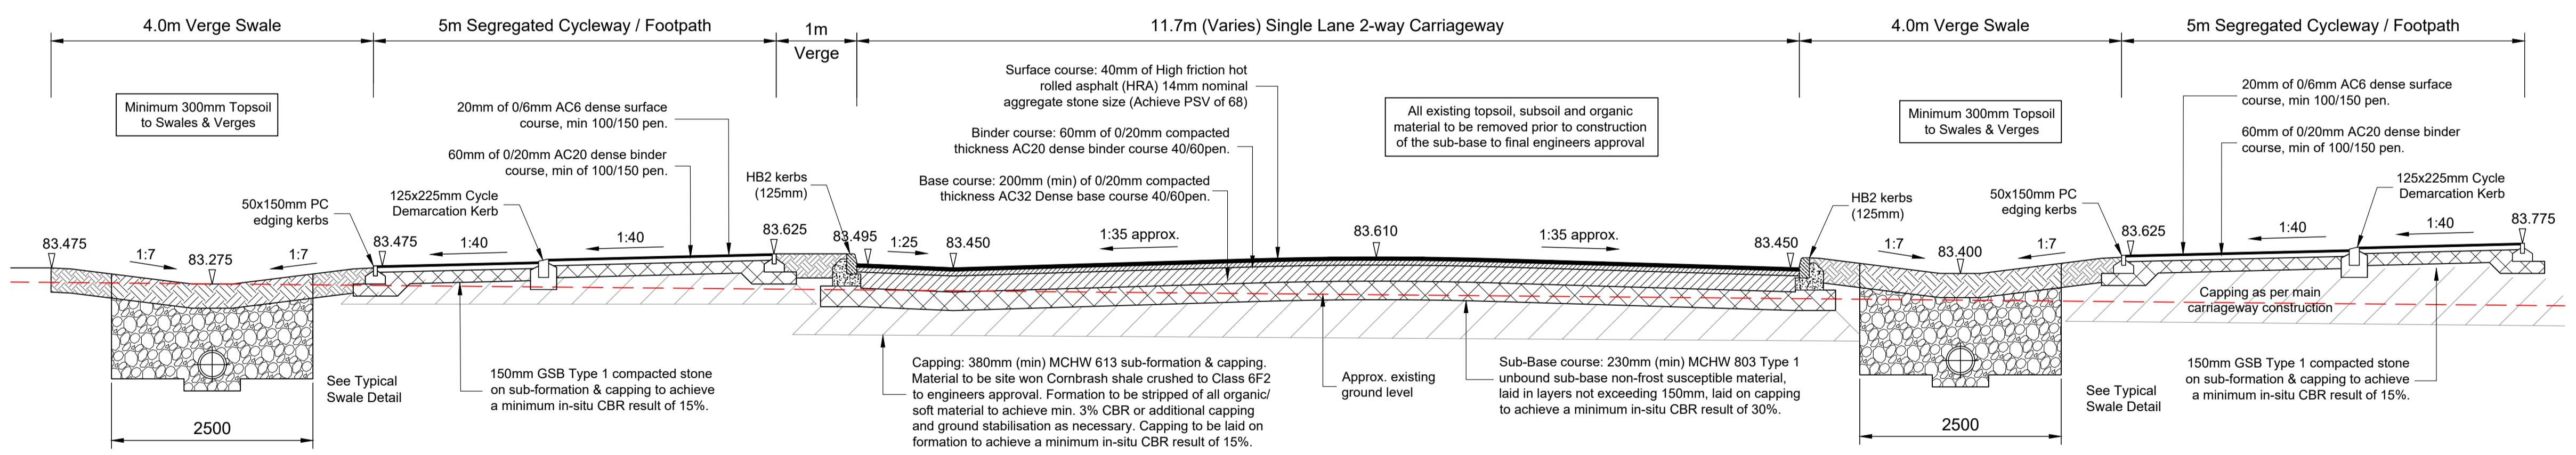 4.0m Verge Swale
5m Segregated Cycleway / Footpath
1m
Verge
11.7m (Varies) Single Lane 2-way Carriageway
4.0m Verge Swale
5m Segregated Cycleway / Footpath
Minimum 300mm Topsoil
to Swales & Verges
20mm of 0/6mm AC6 dense surface
course, min 100/150 pen.
60mm of 0/20mm AC20 dense binder
course, min of 100/150 pen.
125x225mm Cycle
Demarcation Kerb
50x150mm PC
edging kerbs
HB2 kerbs
(125mm)
Surface course: 40mm of High friction hot
rolled asphalt (HRA) 14mm nominal
aggregate stone size (Achieve PSV of 68)
Binder course: 60mm of 0/20mm compacted
thickness AC20 dense binder course 40/60pen.
Base course: 200mm (min) of 0/20mm compacted
thickness AC32 Dense base course 40/60pen.
All existing topsoil, subsoil and organic
material to be removed prior to construction
of the sub-base to final engineers approval
Minimum 300mm Topsoil
to Swales & Verges
20mm of 0/6mm AC6 dense surface
course, min 100/150 pen.
60mm of 0/20mm AC20 dense binder
course, min of 100/150 pen.
125x225mm Cycle
Demarcation Kerb
HB2 kerbs
(125mm)
50x150mm PC
edging kerbs
83.475
1:7
83.275
1:7
83.475
1:40
1:40
83.625
83.495
1:25
83.450
1:35 approx.
83.610
1:35 approx.
83.450
1:7
83.400
1:7
83.625
1:40
1:40
83.775
Capping as per main
carriageway construction
See Typical
Swale Detail
2500
150mm GSB Type 1 compacted stone
on sub-formation & capping to achieve
a minimum in-situ CBR result of 15%.
Capping: 380mm (min) MCHW 613 sub-formation & capping.
Material to be site won Cornbrash shale crushed to Class 6F2
to engineers approval. Formation to be stripped of all organic/
soft material to achieve min. 3% CBR or additional capping
and ground stabilisation as necessary. Capping to be laid on
formation to achieve a minimum in-situ CBR result of 15%.
Approx. existing
ground level
Sub-Base course: 230mm (min) MCHW 803 Type 1
unbound sub-base non-frost susceptible material,
laid in layers not exceeding 150mm, laid on capping
to achieve a minimum in-situ CBR result of 30%.
2500
See Typical
Swale Detail
150mm GSB Type 1 compacted stone
on sub-formation & capping to achieve
a minimum in-situ CBR result of 15%.